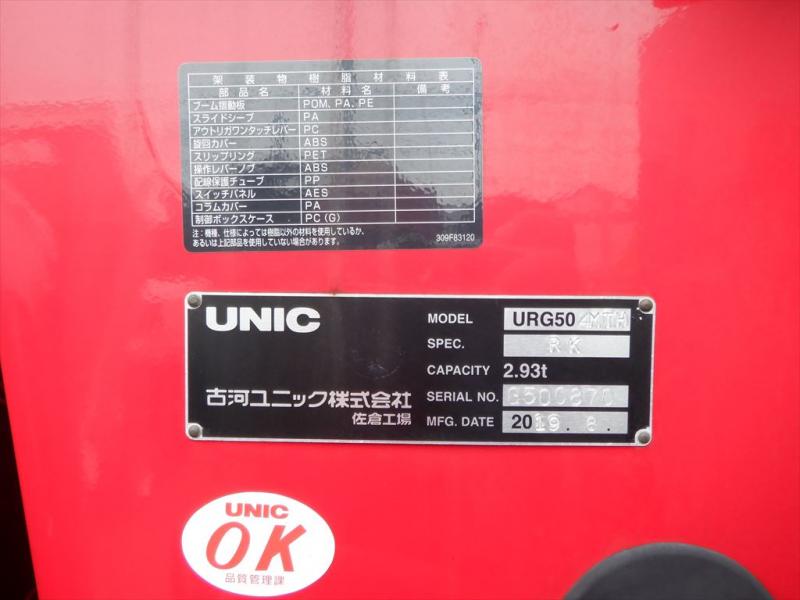 架装物樹脂材料表
部品名 材料名 備考
ブーム摺動板 POM, PA, PE
スライドシーブ PA
アウトリガワンタッチレバー PC
旋回カバー ABS
スリップリング PET
操作レバーノブ ABS
配線保護チューブ PP
スイッチパネル AES
コラムカバー PA
制御ボックスケース PC(G)
注:機種、仕様によっては樹脂以外の材料を使用しているか、
あるいは上記部品を使用していない場合があります。 309F83120
UNIC
MODEL URG50 4MTH
SPEC. RK
CAPACITY 2.93t
古河ユニック株式会社
佐倉工場
SERIAL NO.
MFG. DATE 2019. 8.
UNIC
OK
品質管理課